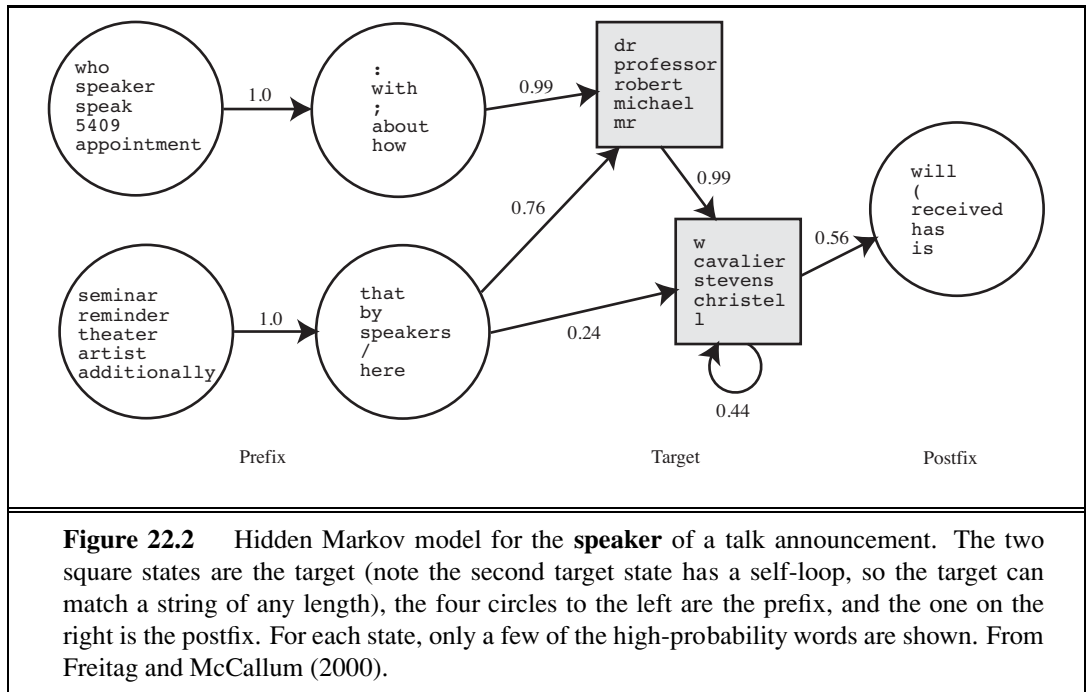 who
speaker
speak
5409
appointment
1.0
:
with
;
about
how
0.99
dr
professor
robert
michael
mr
0.99
0.76
seminar
reminder
theater
artist
additionally
1.0
that
by
speakers
/
here
0.24
w
cavalier
stevens
christel
l
0.44
0.56
will
(
received
has
is
Prefix
Target
Postfix
Figure 22.2 Hidden Markov model for the speaker of a talk announcement. The two
square states are the target (note the second target state has a self-loop, so the target can
match a string of any length), the four circles to the left are the prefix, and the one on the
right is the postfix. For each state, only a few of the high-probability words are shown. From
Freitag and McCallum (2000).